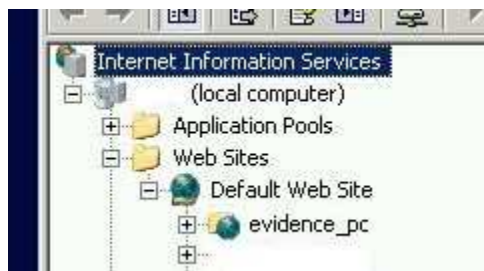 Internet Information Services
(local computer)
Application Pools
Web Sites
Default Web Site
evidence_pc